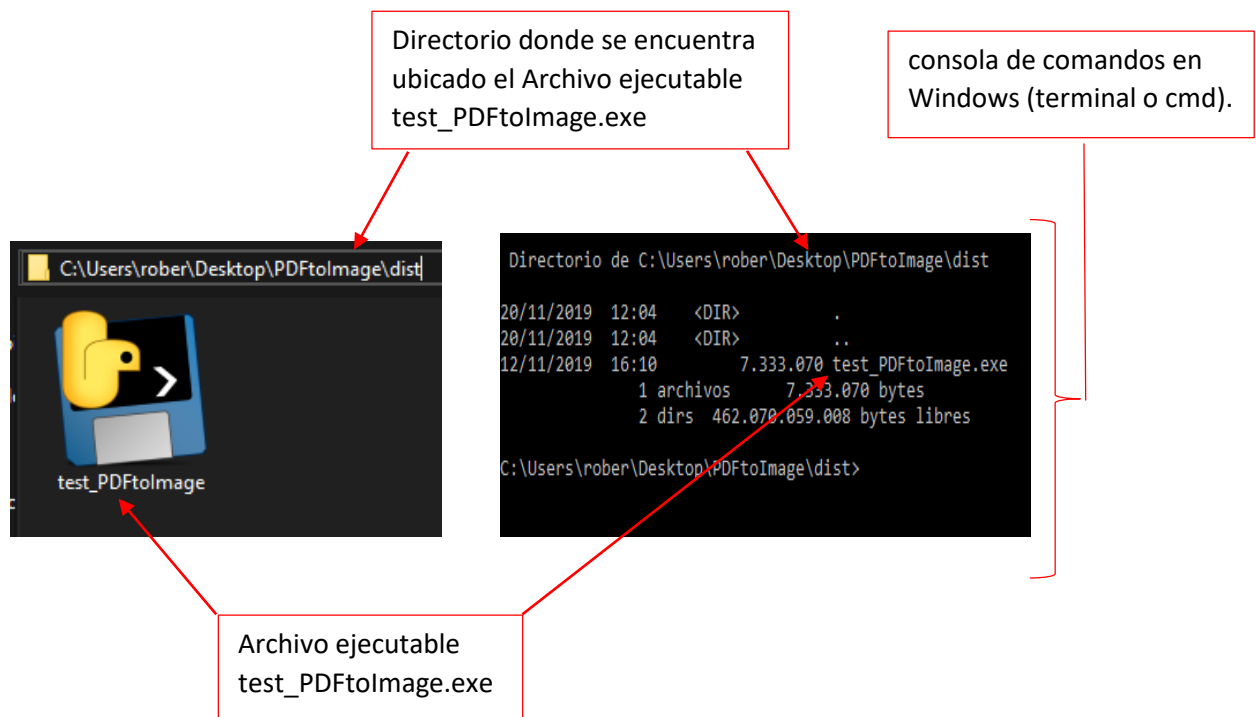 Directorio donde se encuentra
ubicado el Archivo ejecutable
test_PDFtoImage.exe
consola de comandos en
Windows (terminal o cmd).
C:\Users\rober\Desktop\PDFtoImage\dist
test_PDFtoImage
Directorio de C:\Users\rober\Desktop\PDFtoImage\dist
20/11/2019 12:04 <DIR> .
20/11/2019 12:04 <DIR> ..
12/11/2019 16:10 7.333.070 test_PDFtoImage.exe
1 archivos 7.333.070 bytes
2 dirs 462.070.059.008 bytes libres
C:\Users\rober\Desktop\PDFtoImage\dist>
Archivo ejecutable
test_PDFtoImage.exe